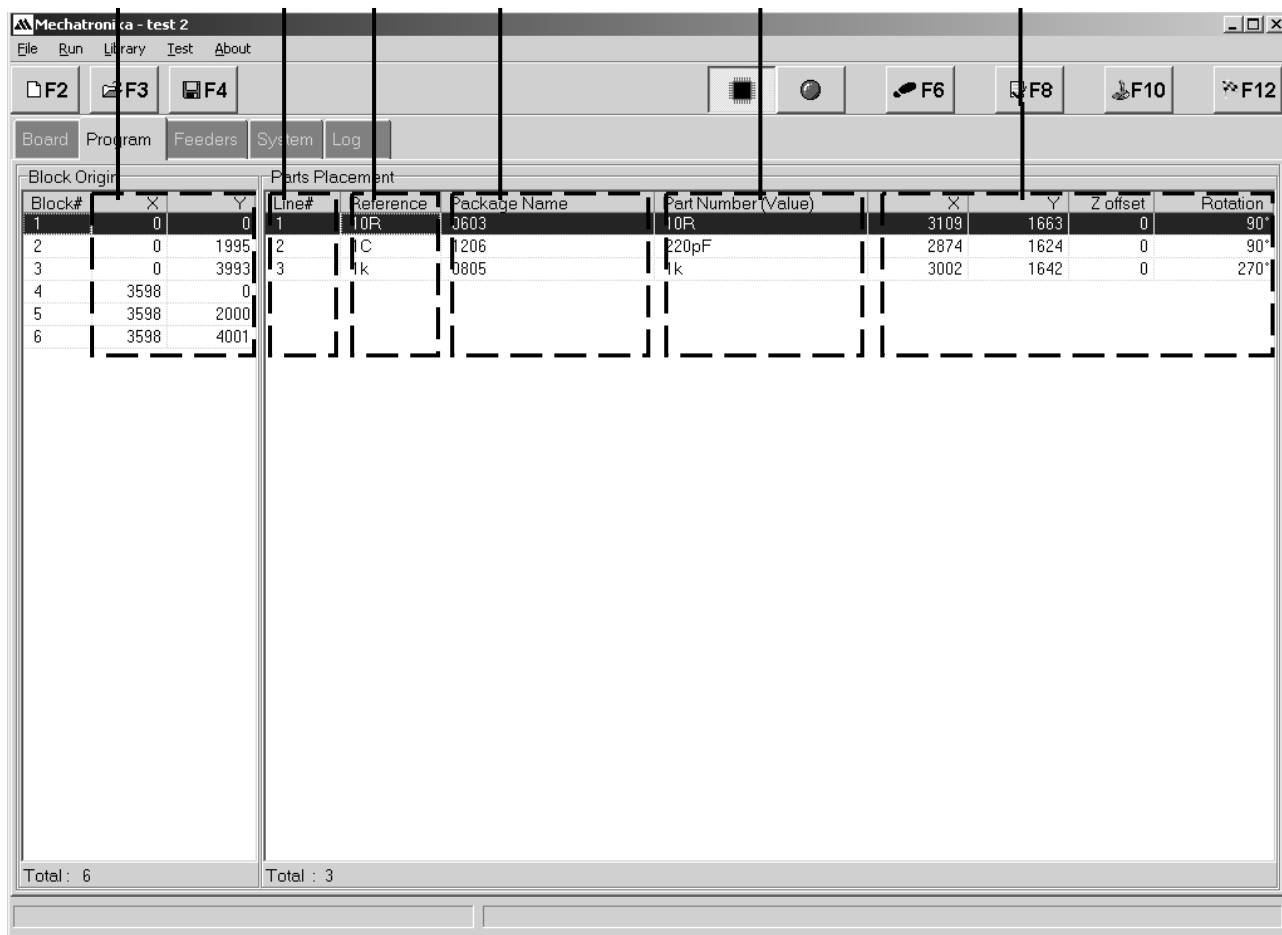 Mechatronika - test 2
File Run Library Test About
F2 F3 F4 F6 F8 F10 F12
Board Program Feeders System Log
Block Origin Parts Placement
Block# X Y Line# Reference Package Name Part Number (Value) X Y Z offset Rotation
1 0 0 1 10R 0603 10R 3109 1663 0 90°
2 0 1995 2 1C 1206 220pF 2874 1624 0 90°
3 0 3993 3 1k 0805 1k 3002 1642 0 270°
4 3598 0
5 3598 2000
6 3598 4001
Total : 6 Total : 3